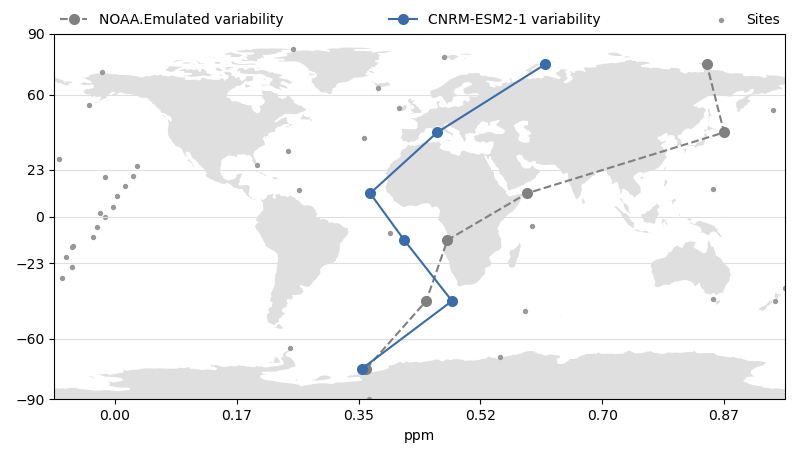 NOAA.Emulated variability CNRM-ESM2-1 variability Sites
90
60
23
0
−23
−60
−90
0.00 0.17 0.35 0.52 0.70 0.87
ppm